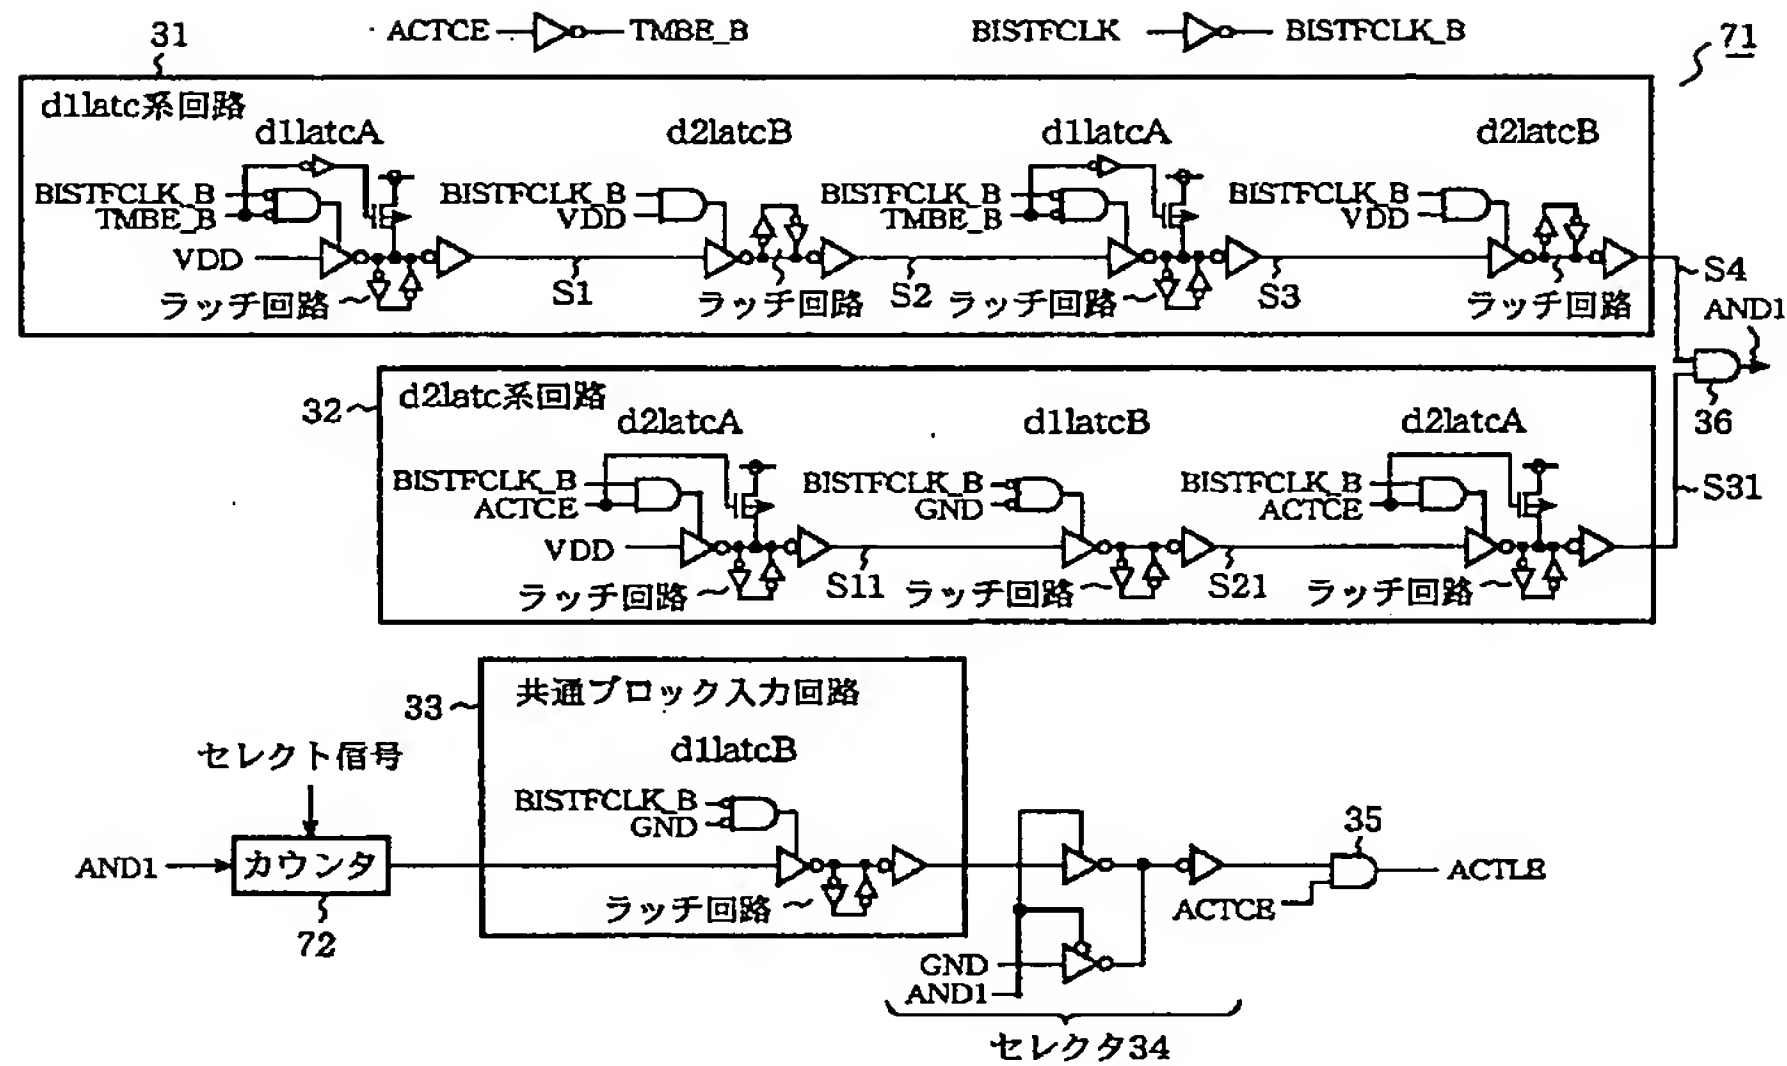 ACTCE TMBE_B BISTFCLK BISTFCLK_B
31
71
d1latc系回路
d1latcA d2latcB d1latcA d2latcB
BISTFCLK_B BISTFCLK_B BISTFCLK_B BISTFCLK_B
TMBE_B VDD TMBE_B VDD
VDD
S1 S2 S3 S4
ラッチ回路 ラッチ回路 ラッチ回路 ラッチ回路
AND1
36
32
d2latc系回路
d2latcA d1latcB d2latcA
BISTFCLK_B BISTFCLK_B BISTFCLK_B
ACTCE GND ACTCE
S31
VDD
ラッチ回路 S11 ラッチ回路 S21 ラッチ回路
33
共通ブロック入力回路
d1latcB
セレクト信号
BISTFCLK_B
GND
35
AND1 カウンタ ACTLE
72
ラッチ回路
ACTCE
GND
AND1
セレクタ34